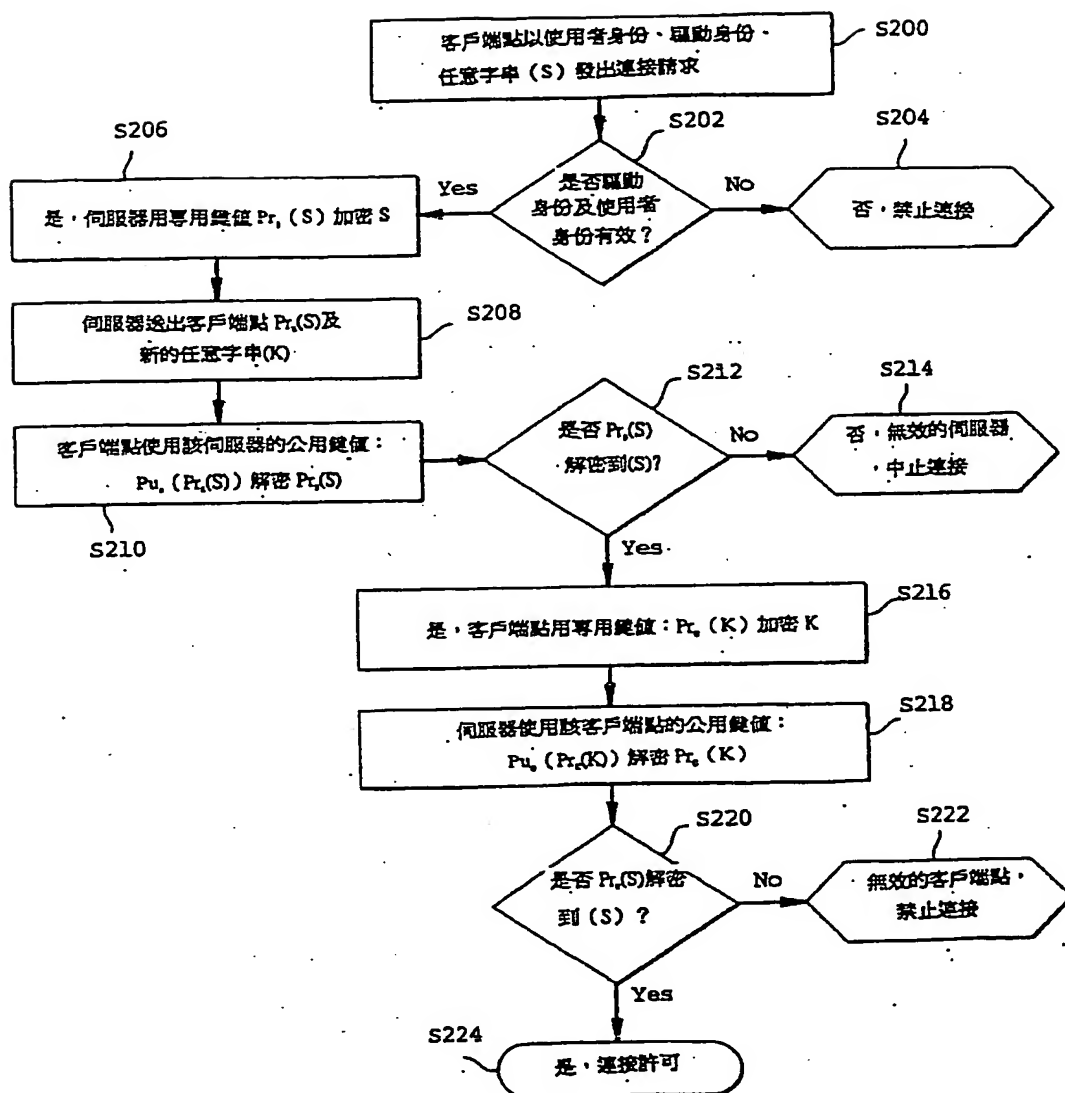 客戶端點以使用者身份、驅動身份、
任意字串（S）發出連接請求
S200
S202
是否驅動
身份及使用者
身份有效？
Yes
No
S204
否，禁止連接
S206
是，伺服器用專用鍵值 Prs（S）加密 S
S208
伺服器送出客戶端點 Prs(S)及
新的任意字串(K)
客戶端點使用該伺服器的公用鍵值：
Pus（Prs(S)）解密 Prs(S)
S210
S212
是否 Prs(S)
解密到(S)?
No
Yes
S214
否，無效的伺服器
，中止連接
S216
是，客戶端點用專用鍵值：Prc（K）加密 K
S218
伺服器使用該客戶端點的公用鍵值：
Puc（Prc(K)）解密 Prc（K）
S220
是否 Prc(S)解密
到（S）？
No
Yes
S222
無效的客戶端點，
禁止連接
S224
是，連接許可